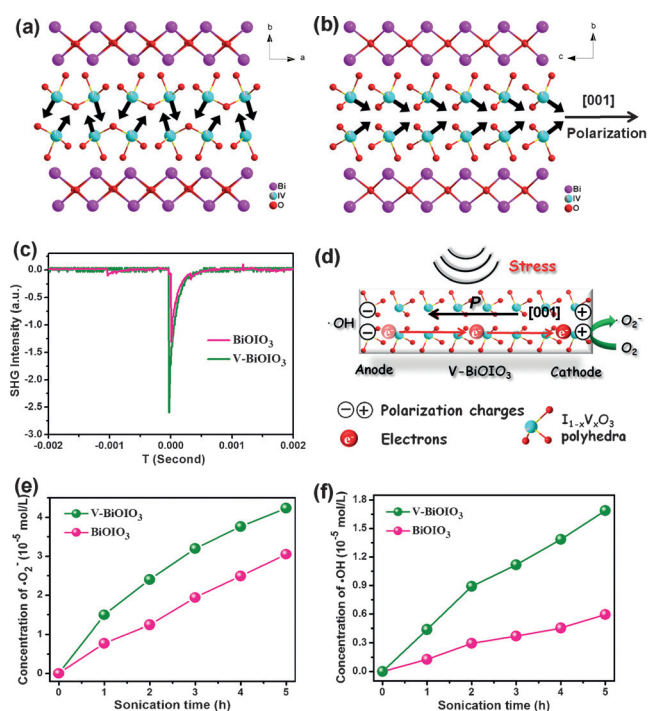 (a)
b
a
Bi
IV
O
(b)
b
c
[001]
Polarization
Bi
IV
O
(c)
SHG Intensity (a.u.)
0.0
-0.5
-1.0
-1.5
-2.0
-2.5
-3.0
BiOIO3
V-BiOIO3
-0.002
-0.001
0.000
0.001
0.002
T (Second)
(d)
Stress
P
[001]
·OH
e⁻ e⁻ e⁻
O2⁻
O2
Anode V-BiOIO3 Cathode
Polarization charges
e⁻ Electrons
I1-xVxO3
polyhedra
(e)
Concentration of ·O2⁻ (10⁻⁵ mol/L)
4
3
2
1
0
V-BiOIO3
BiOIO3
0 1 2 3 4 5
Sonication time (h)
(f)
Concentration of ·OH (10⁻⁵ mol/L)
1.8
1.5
1.2
0.9
0.6
0.3
0.0
V-BiOIO3
BiOIO3
0 1 2 3 4 5
Sonication time (h)